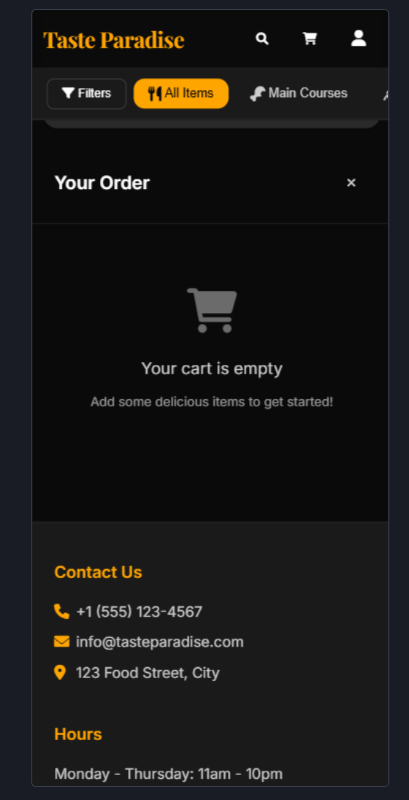 Taste Paradise
Filters
All Items
Main Courses
Your Order
×
Your cart is empty
Add some delicious items to get started!
Contact Us
+1 (555) 123-4567
info@tasteparadise.com
123 Food Street, City
Hours
Monday - Thursday: 11am - 10pm